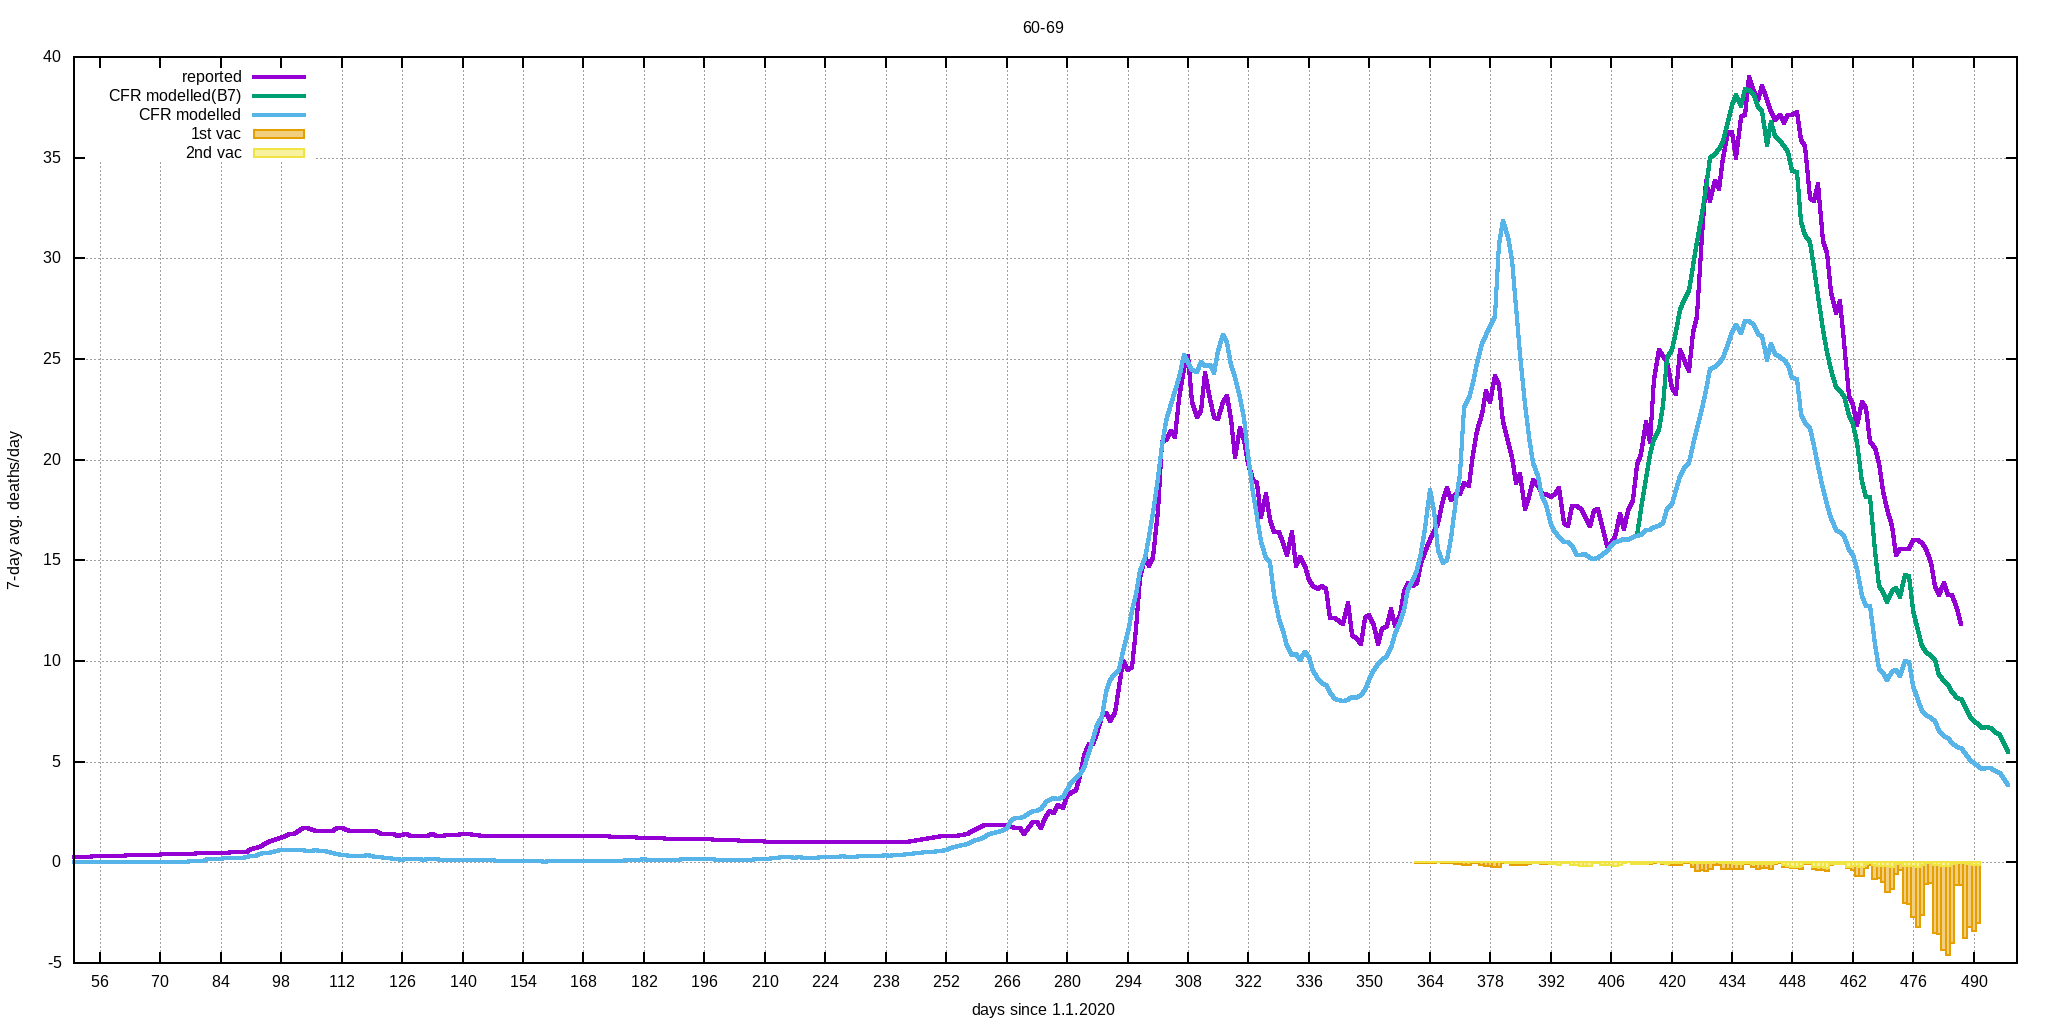 60-69
reported
CFR modelled(B7)
CFR modelled
1st vac
2nd vac
7-day avg. deaths/day
40
35
30
25
20
15
10
5
0
-5
56 70 84 98 112 126 140 154 168 182 196 210 224 238 252 266 280 294 308 322 336 350 364 378 392 406 420 434 448 462 476 490
days since 1.1.2020